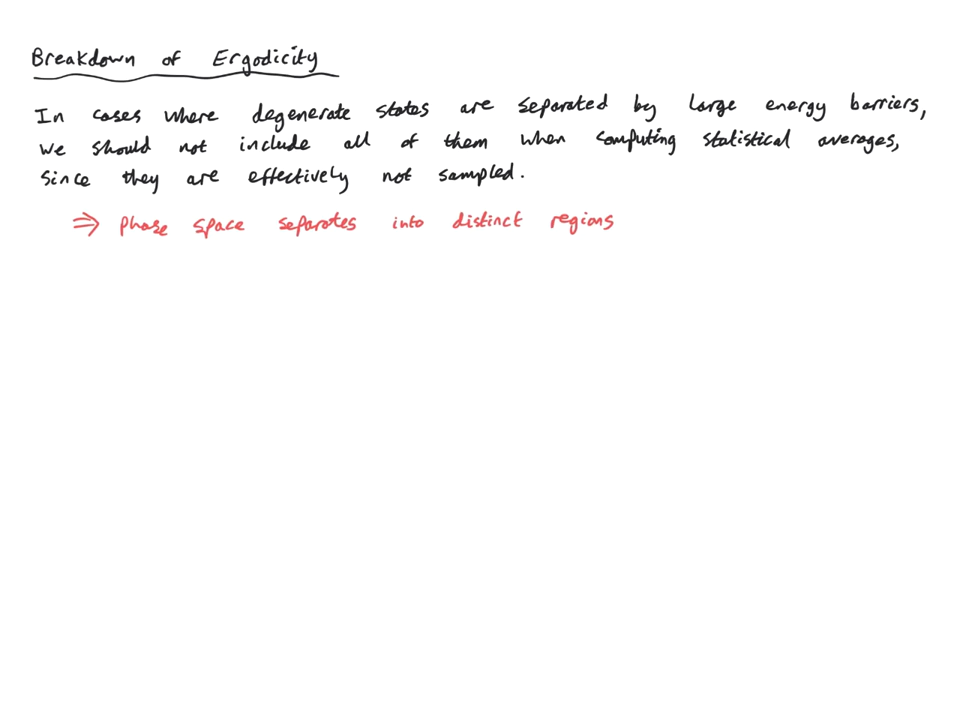 Breakdown of Ergodicity
In cases where degenerate states are separated by large energy barriers,
we should not include all of them when computing statistical averages,
since they are effectively not sampled.
⇒ phase space separates into distinct regions